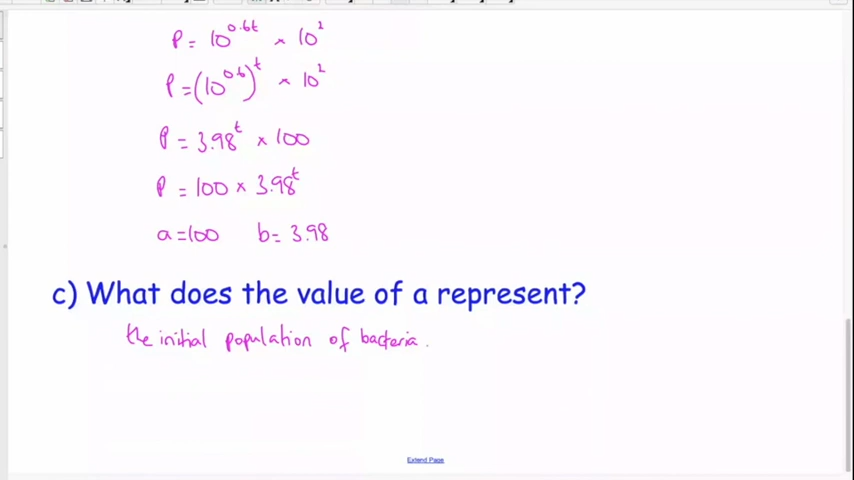 P = 10^0.6t × 10^2
P = (10^0.6)^t × 10^2
P = 3.98^t × 100
P = 100 × 3.98^t
a = 100 b = 3.98
c) What does the value of a represent?
the initial population of bacteria.
Extend Page